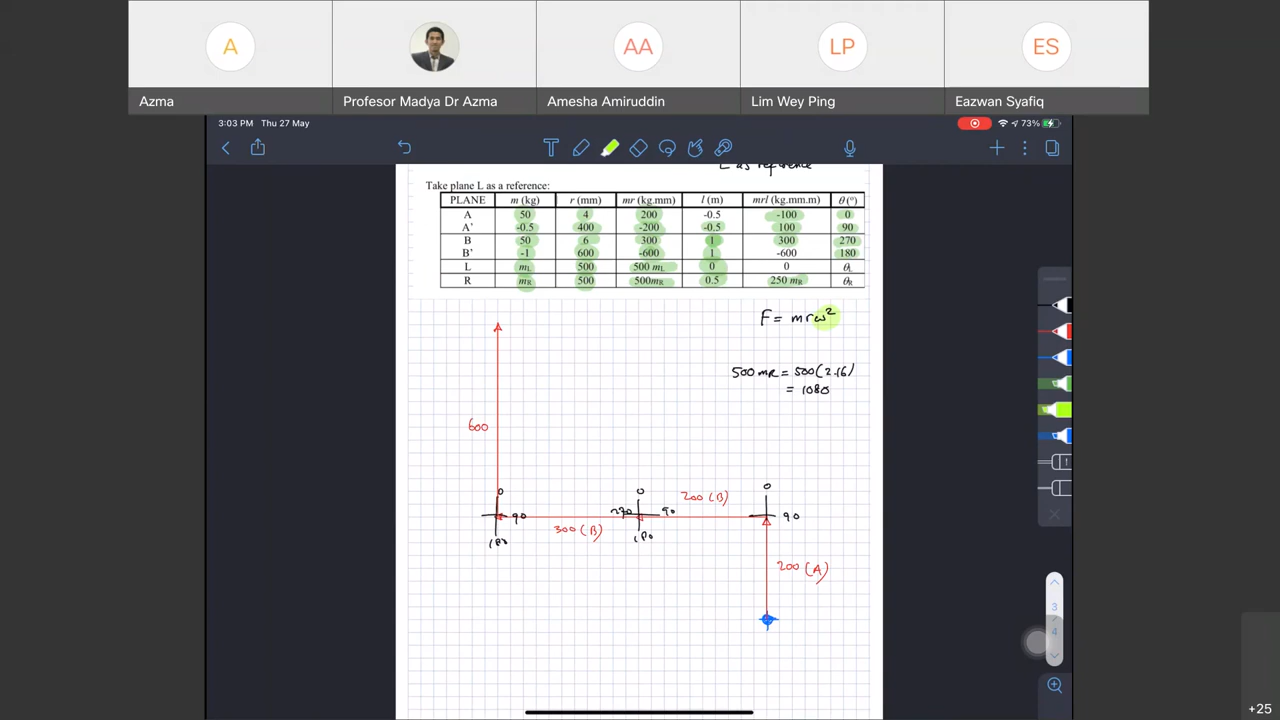 A
AA
LP
ES
Azma
Profesor Madya Dr Azma
Amesha Amiruddin
Lim Wey Ping
Eazwan Syafiq
3:03 PM Thu 27 May
73%
T
L as reference
Take plane L as a reference:
PLANE m (kg) r (mm) mr (kg.mm) l (m) mrl (kg.mm.m) θ (°)
A 50 4 200 -0.5 -100 0
A' -0.5 400 -200 -0.5 100 90
B 50 6 300 1 300 270
B' -1 600 -600 1 -600 180
L mL 500 500 mL 0 0 θL
R mR 500 500mR 0.5 250 mR θR
F = mrω²
500 mR = 500(2.16)
= 1080
600
0
90
180
300 (B)
0
270 90
180
200 (B)
0
90
200 (A)
3
4
+25